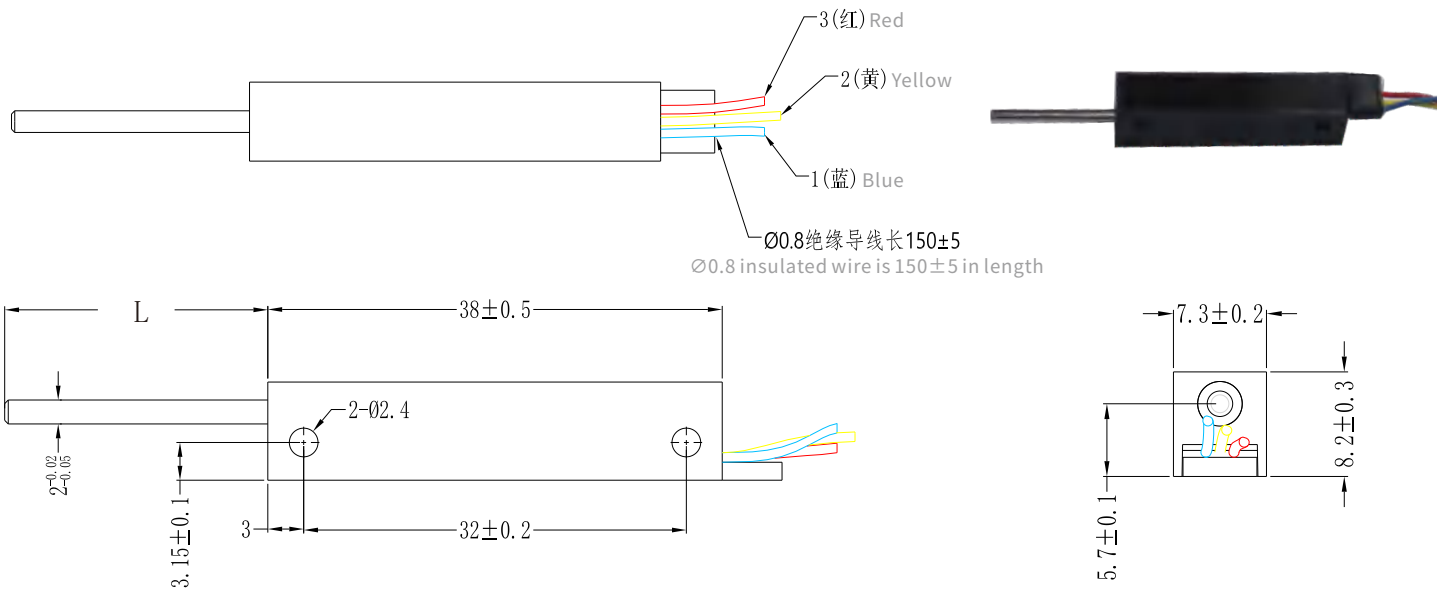 3(红) Red
2(黄) Yellow
1(蓝) Blue
Ø0.8绝缘导线长150±5
∅0.8 insulated wire is 150±5 in length
L
38±0.5
7.3±0.2
2-Ø2.4
8.2±0.3
2-0.02
-0.05
3.15±0.1
3
32±0.2
5.7±0.1